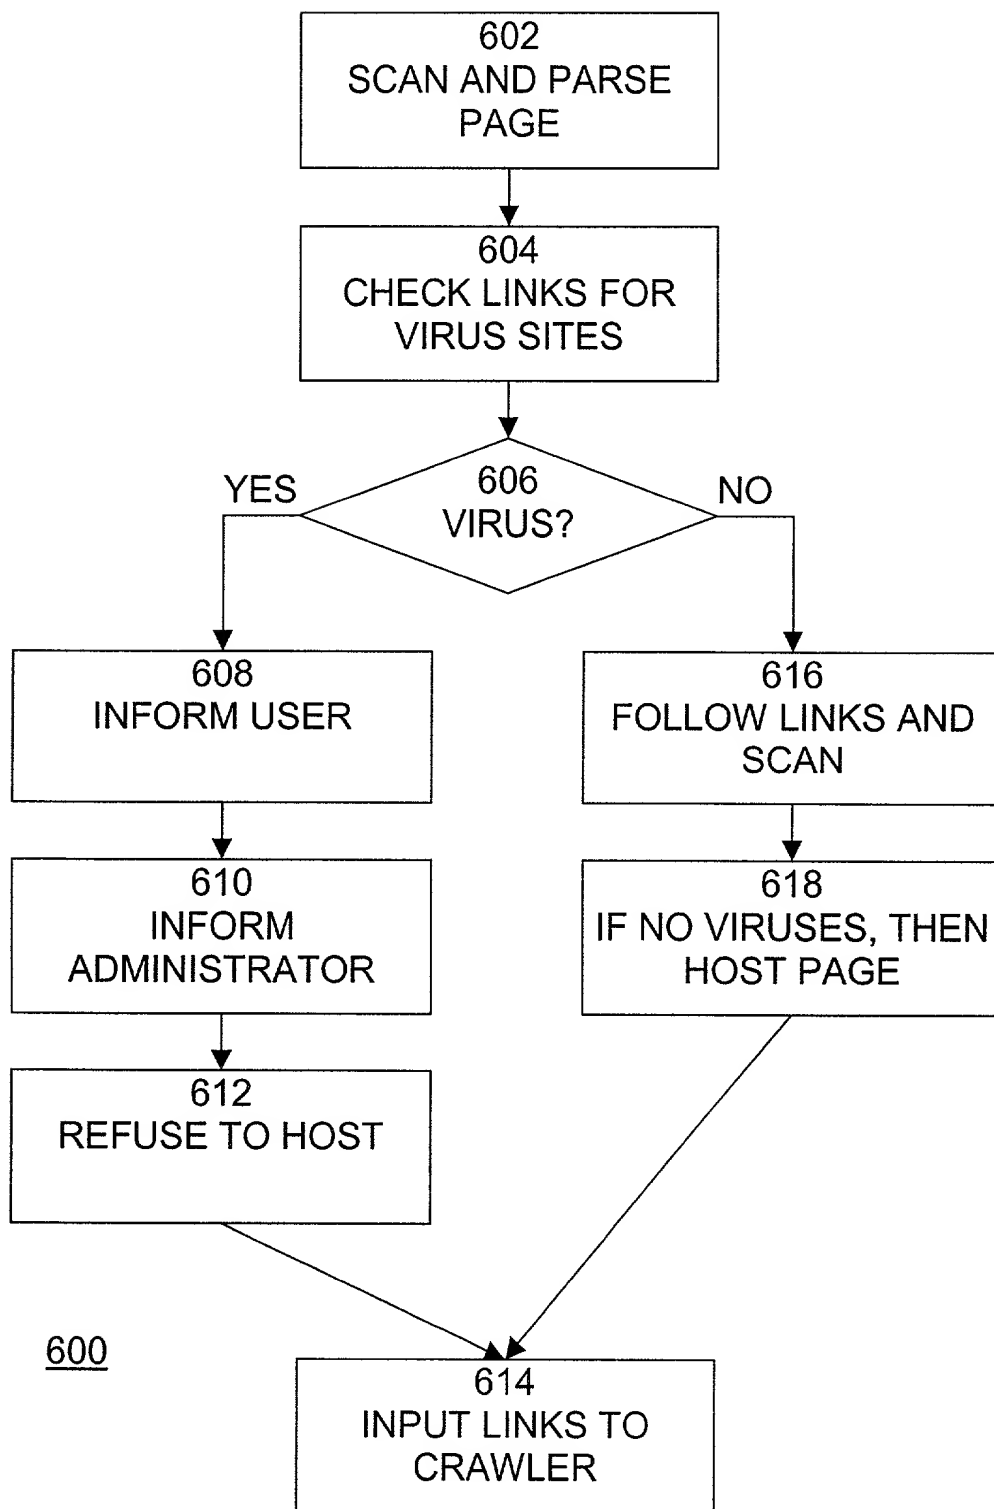 602
SCAN AND PARSE
PAGE
604
CHECK LINKS FOR
VIRUS SITES
606
VIRUS?
YES
NO
608
INFORM USER
610
INFORM
ADMINISTRATOR
612
REFUSE TO HOST
616
FOLLOW LINKS AND
SCAN
618
IF NO VIRUSES, THEN
HOST PAGE
600
614
INPUT LINKS TO
CRAWLER